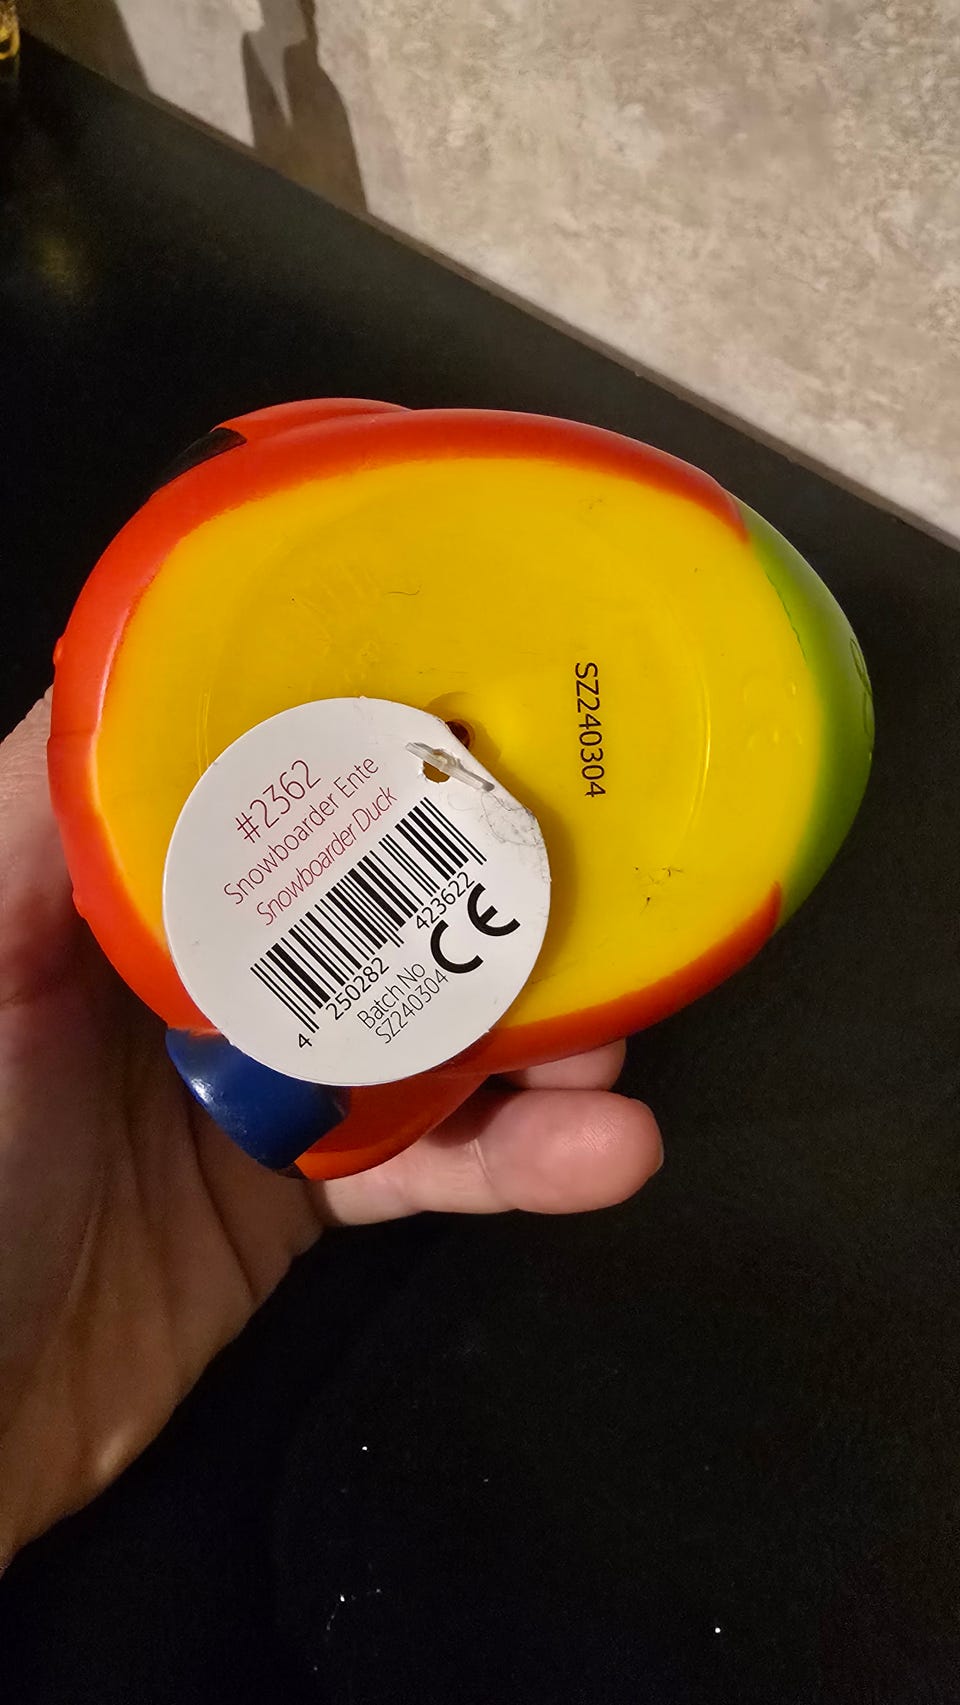 #2362
Snowboarder Ente
Snowboarder Duck
4 250282 423622
CE
Batch No
SZ240304
SZ240304